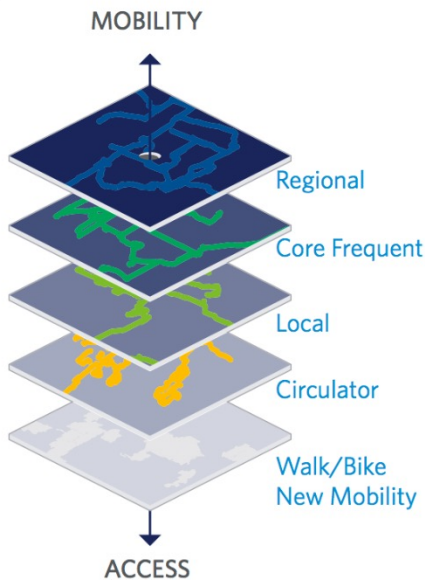 MOBILITY
Regional
Core Frequent
Local
Circulator
Walk/Bike
New Mobility
ACCESS